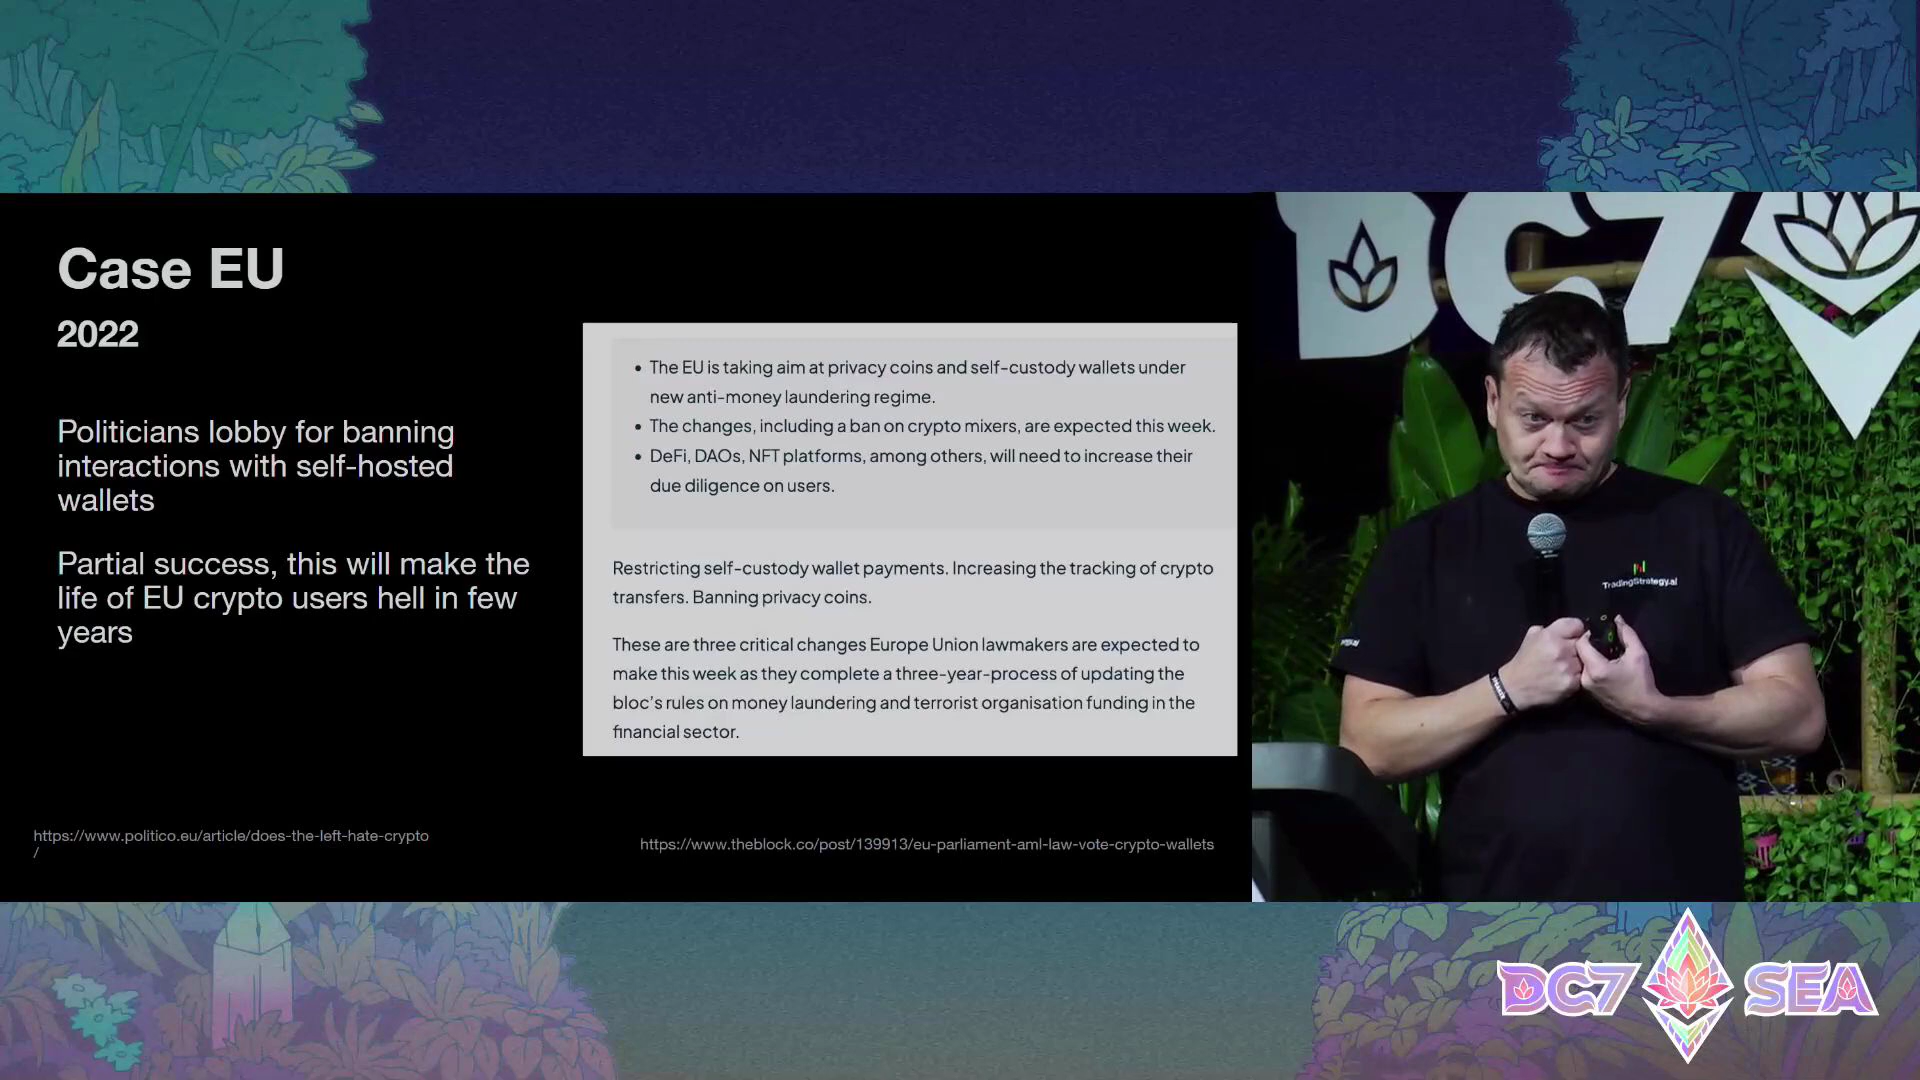 Case EU
2022
Politicians lobby for banning
interactions with self-hosted
wallets
Partial success, this will make the
life of EU crypto users hell in few
years
https://www.politico.eu/article/does-the-left-hate-crypto
/
• The EU is taking aim at privacy coins and self-custody wallets under
new anti-money laundering regime.
• The changes, including a ban on crypto mixers, are expected this week.
• DeFi, DAOs, NFT platforms, among others, will need to increase their
due diligence on users.
Restricting self-custody wallet payments. Increasing the tracking of crypto
transfers. Banning privacy coins.
These are three critical changes Europe Union lawmakers are expected to
make this week as they complete a three-year-process of updating the
bloc's rules on money laundering and terrorist organisation funding in the
financial sector.
https://www.theblock.co/post/139913/eu-parliament-aml-law-vote-crypto-wallets
DC7
TradingStrategy.ai
DC7 SEA